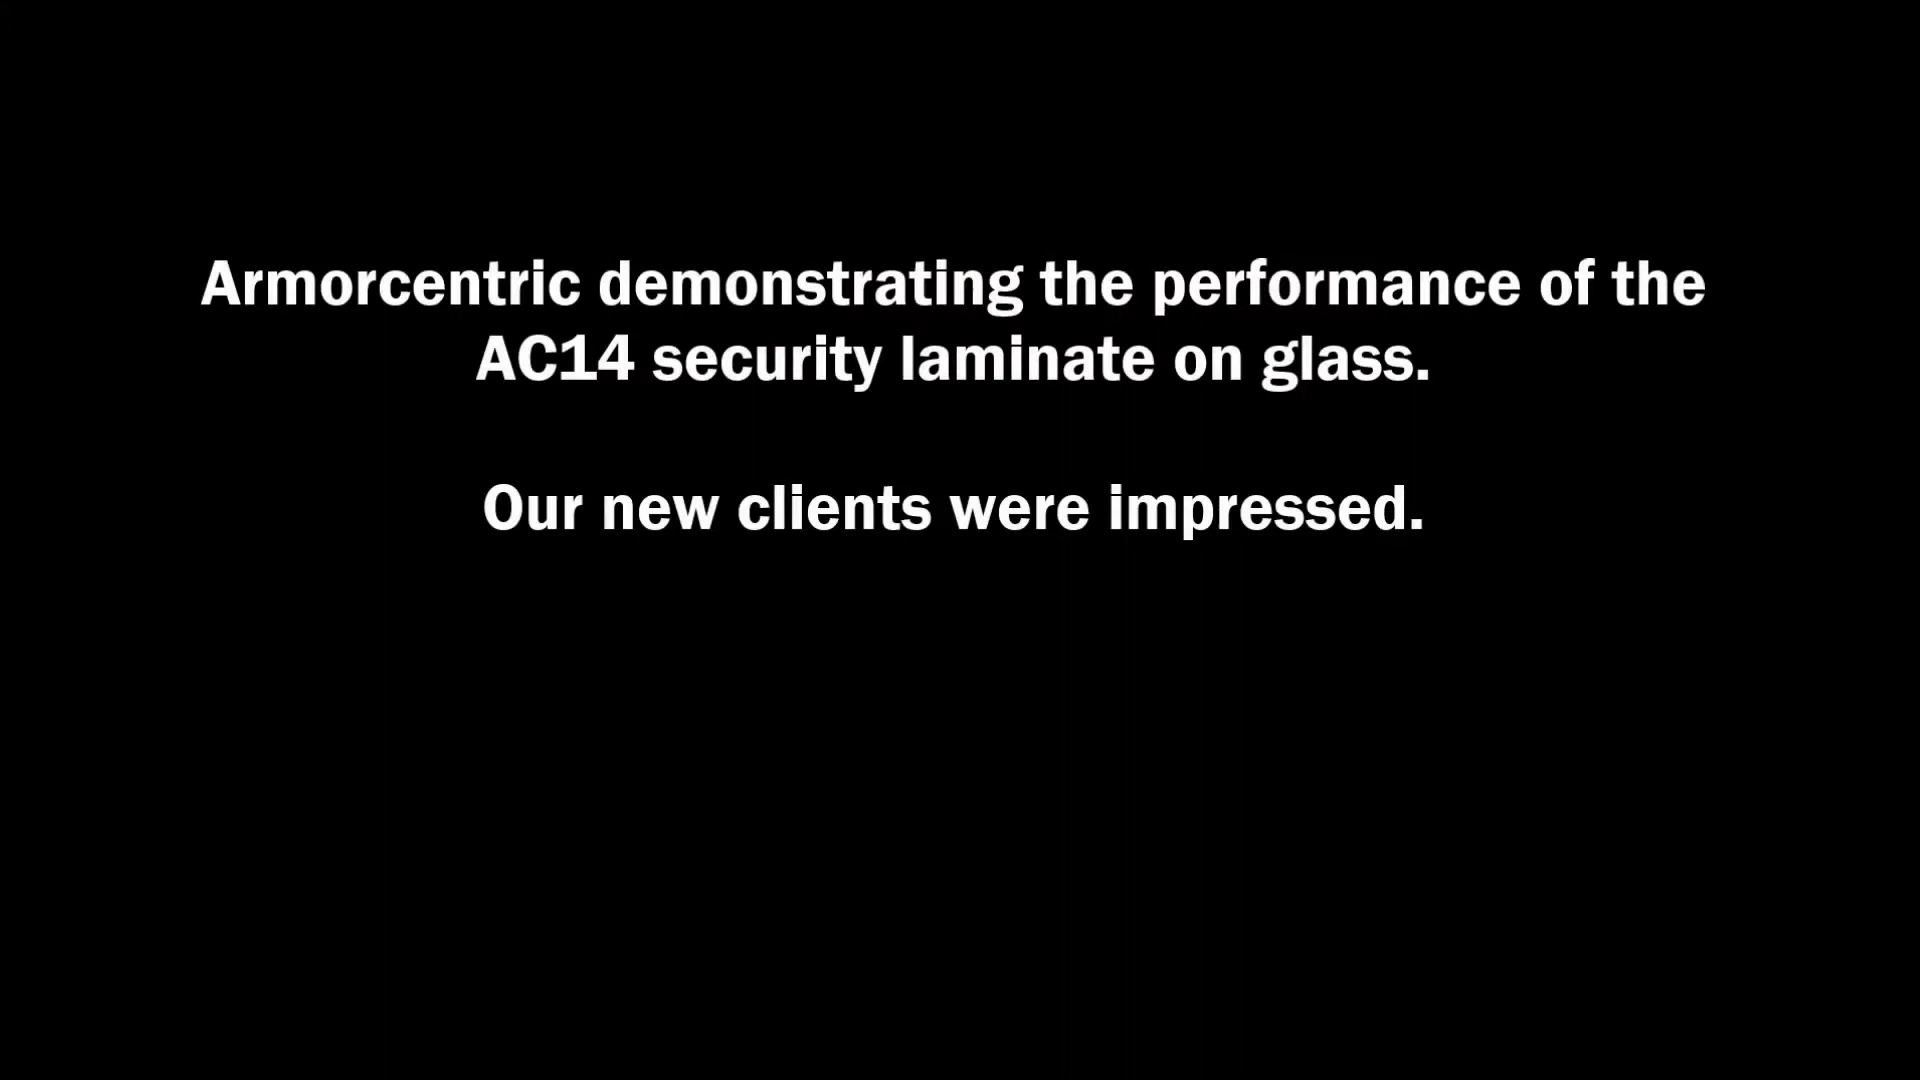 Armorcentric demonstrating the performance of the
AC14 security laminate on glass.
Our new clients were impressed.